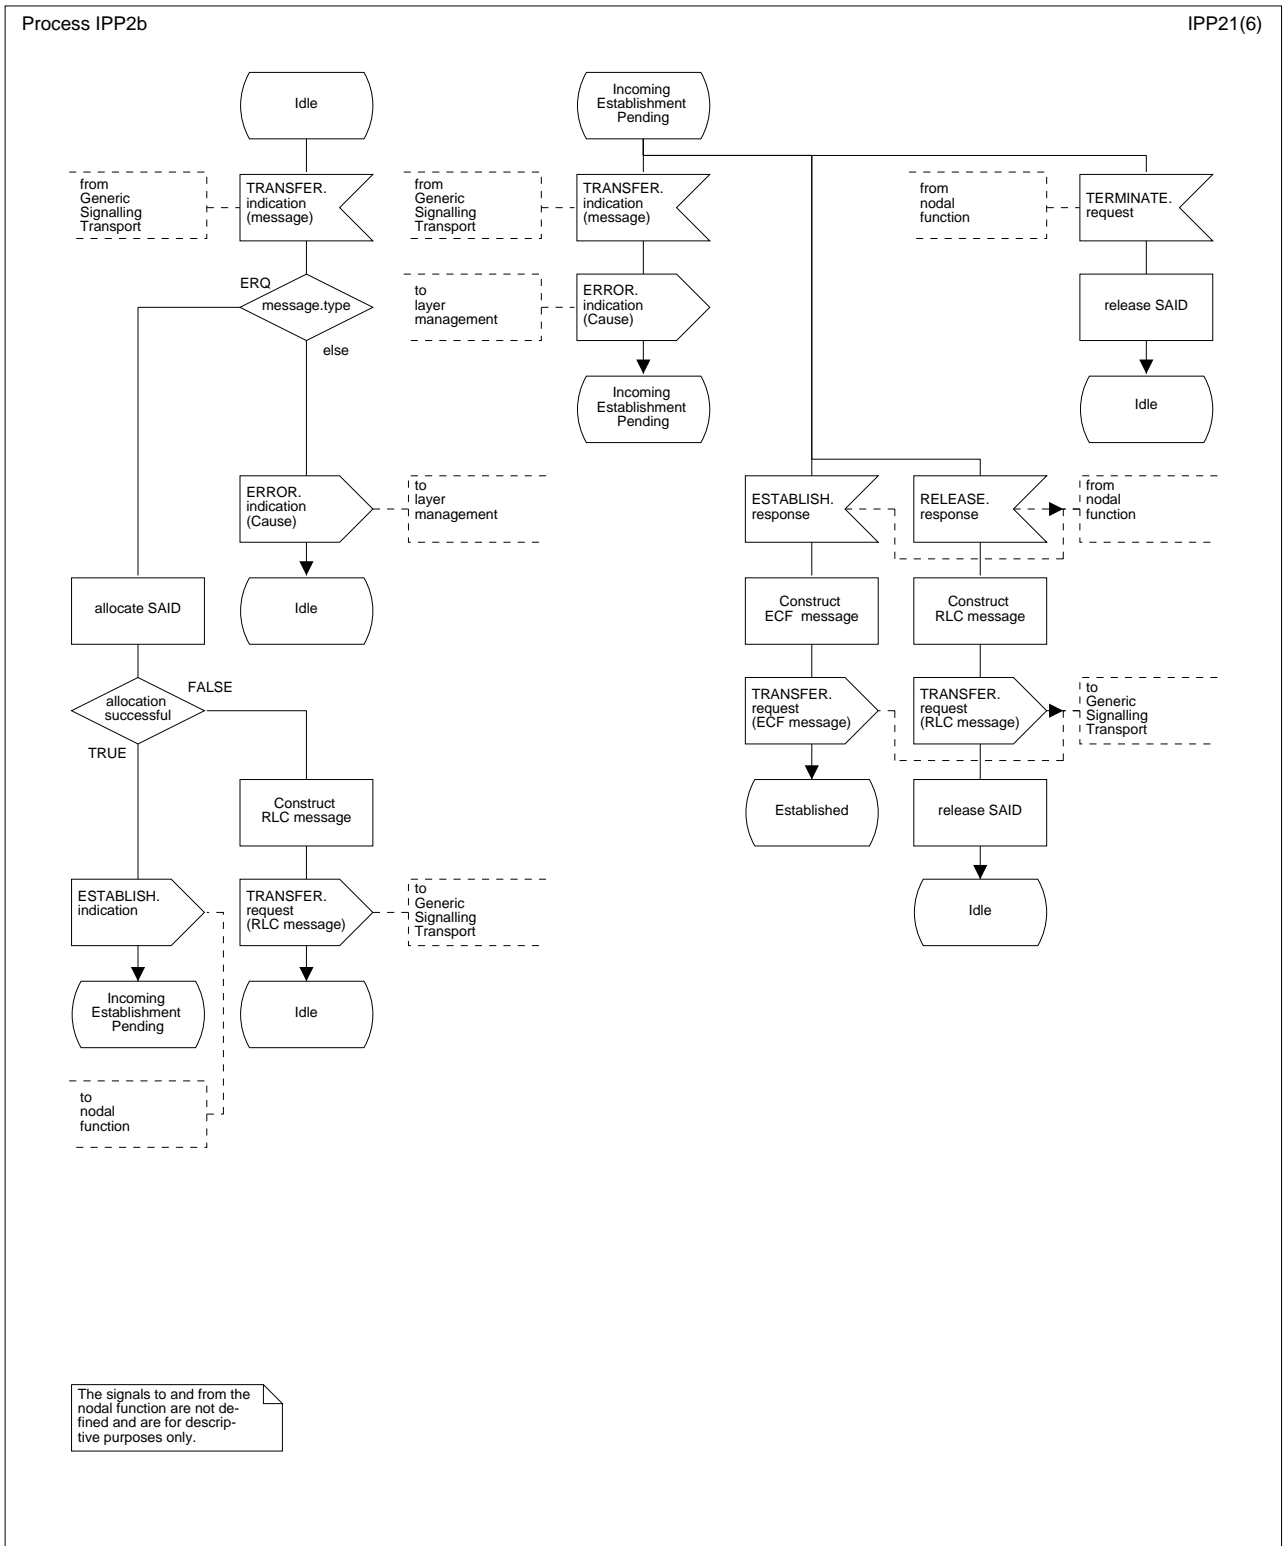 Process IPP2b
IPP21(6)
Idle
from
Generic
Signalling
Transport
TRANSFER.
indication
(message)
ERQ
message.type
else
ERROR.
indication
(Cause)
to
layer
management
Idle
allocate SAID
allocation
successful
FALSE
TRUE
Construct
RLC message
ESTABLISH.
indication
TRANSFER.
request
(RLC message)
to
Generic
Signalling
Transport
Incoming
Establishment
Pending
Idle
to
nodal
function
Incoming
Establishment
Pending
from
Generic
Signalling
Transport
TRANSFER.
indication
(message)
to
layer
management
ERROR.
indication
(Cause)
Incoming
Establishment
Pending
from
nodal
function
TERMINATE.
request
release SAID
Idle
ESTABLISH.
response
RELEASE.
response
from
nodal
function
Construct
ECF message
Construct
RLC message
TRANSFER.
request
(ECF message)
TRANSFER.
request
(RLC message)
to
Generic
Signalling
Transport
Established
release SAID
Idle
The signals to and from the
nodal function are not de-
fined and are for descrip-
tive purposes only.